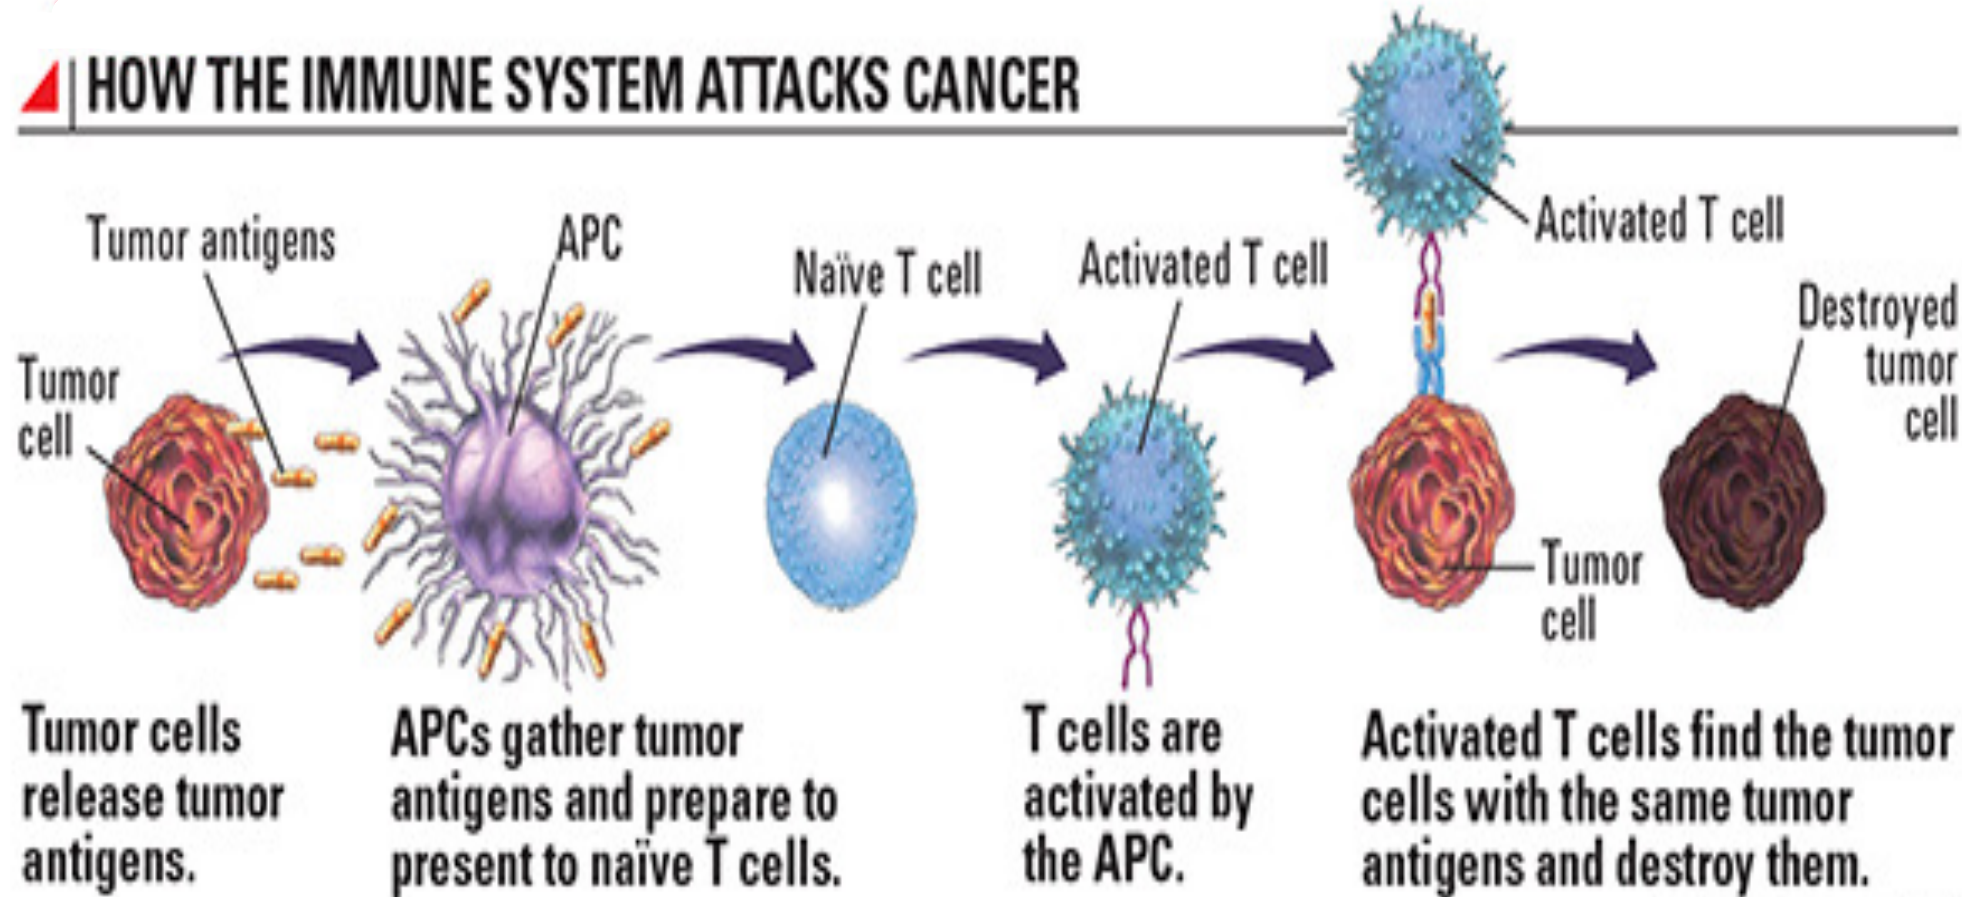 HOW THE IMMUNE SYSTEM ATTACKS CANCER
Tumor antigens
APC
Naïve T cell
Activated T cell
Activated T cell
Destroyed
tumor
cell
Tumor
cell
Tumor
cell
Tumor cells
release tumor
antigens.
APCs gather tumor
antigens and prepare to
present to naïve T cells.
T cells are
activated by
the APC.
Activated T cells find the tumor
cells with the same tumor
antigens and destroy them.